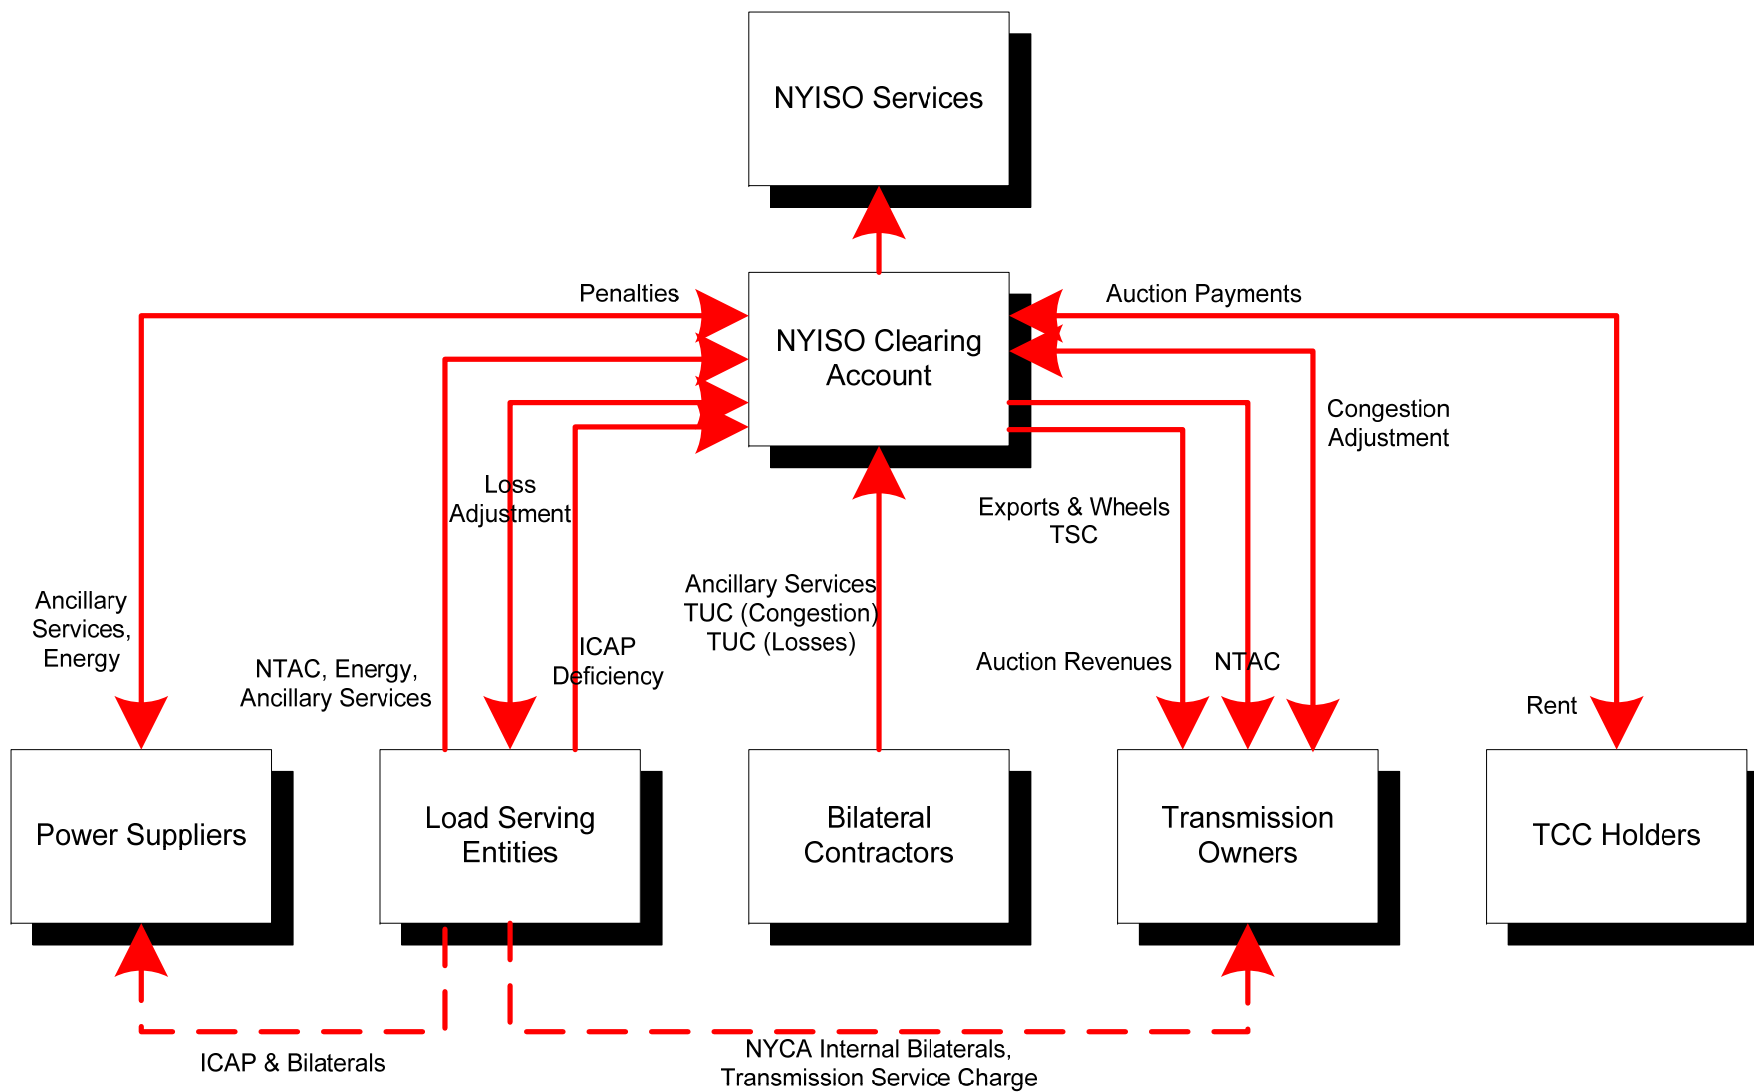 NYISO Services
Penalties
Auction Payments
NYISO Clearing
Account
Congestion
Adjustment
Loss
Adjustment
Exports & Wheels
TSC
Ancillary Services
TUC (Congestion)
TUC (Losses)
Ancillary
Services,
Energy
NTAC, Energy,
Ancillary Services
ICAP
Deficiency
Auction Revenues
NTAC
Rent
Power Suppliers
Load Serving
Entities
Bilateral
Contractors
Transmission
Owners
TCC Holders
ICAP & Bilaterals
NYCA Internal Bilaterals,
Transmission Service Charge